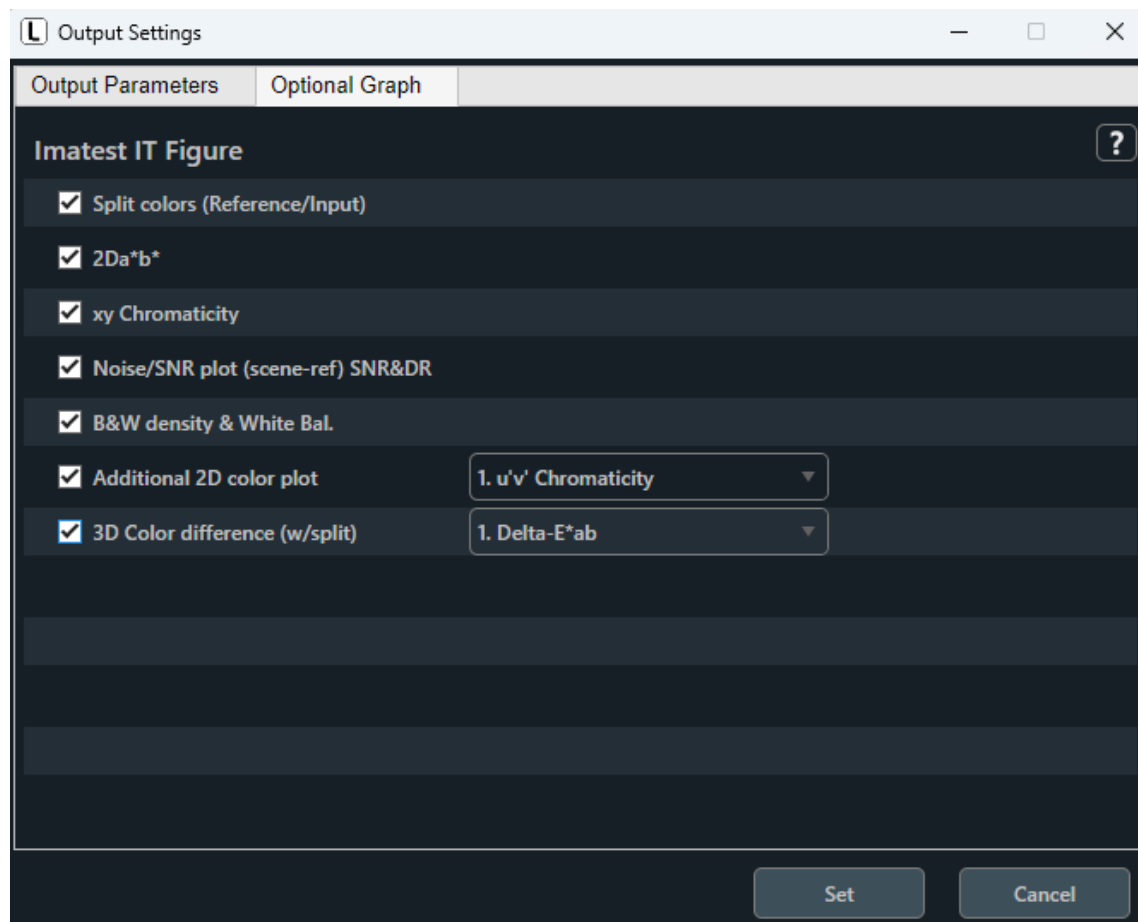 L Output Settings
Output Parameters Optional Graph
Imatest IT Figure ?
Split colors (Reference/Input)
2Da*b*
xy Chromaticity
Noise/SNR plot (scene-ref) SNR&DR
B&W density & White Bal.
Additional 2D color plot 1. u'v' Chromaticity
3D Color difference (w/split) 1. Delta-E*ab
Set Cancel